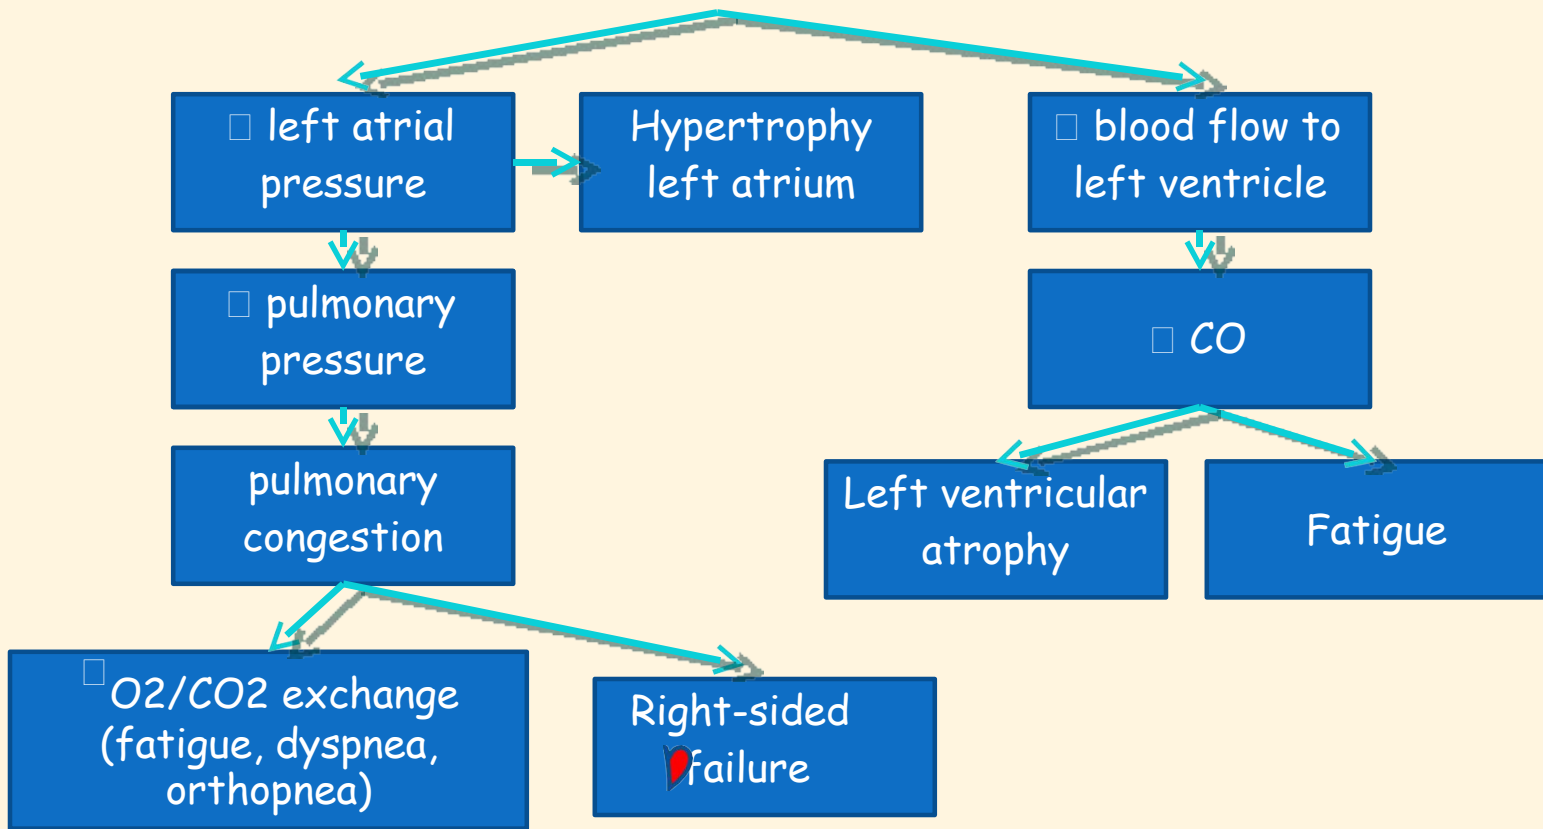 □ left atrial
pressure
Hypertrophy
left atrium
□ blood flow to
left ventricle
□ pulmonary
pressure
□ CO
pulmonary
congestion
Left ventricular
atrophy
Fatigue
□O2/CO2 exchange
(fatigue, dyspnea,
orthopnea)
Right-sided
failure